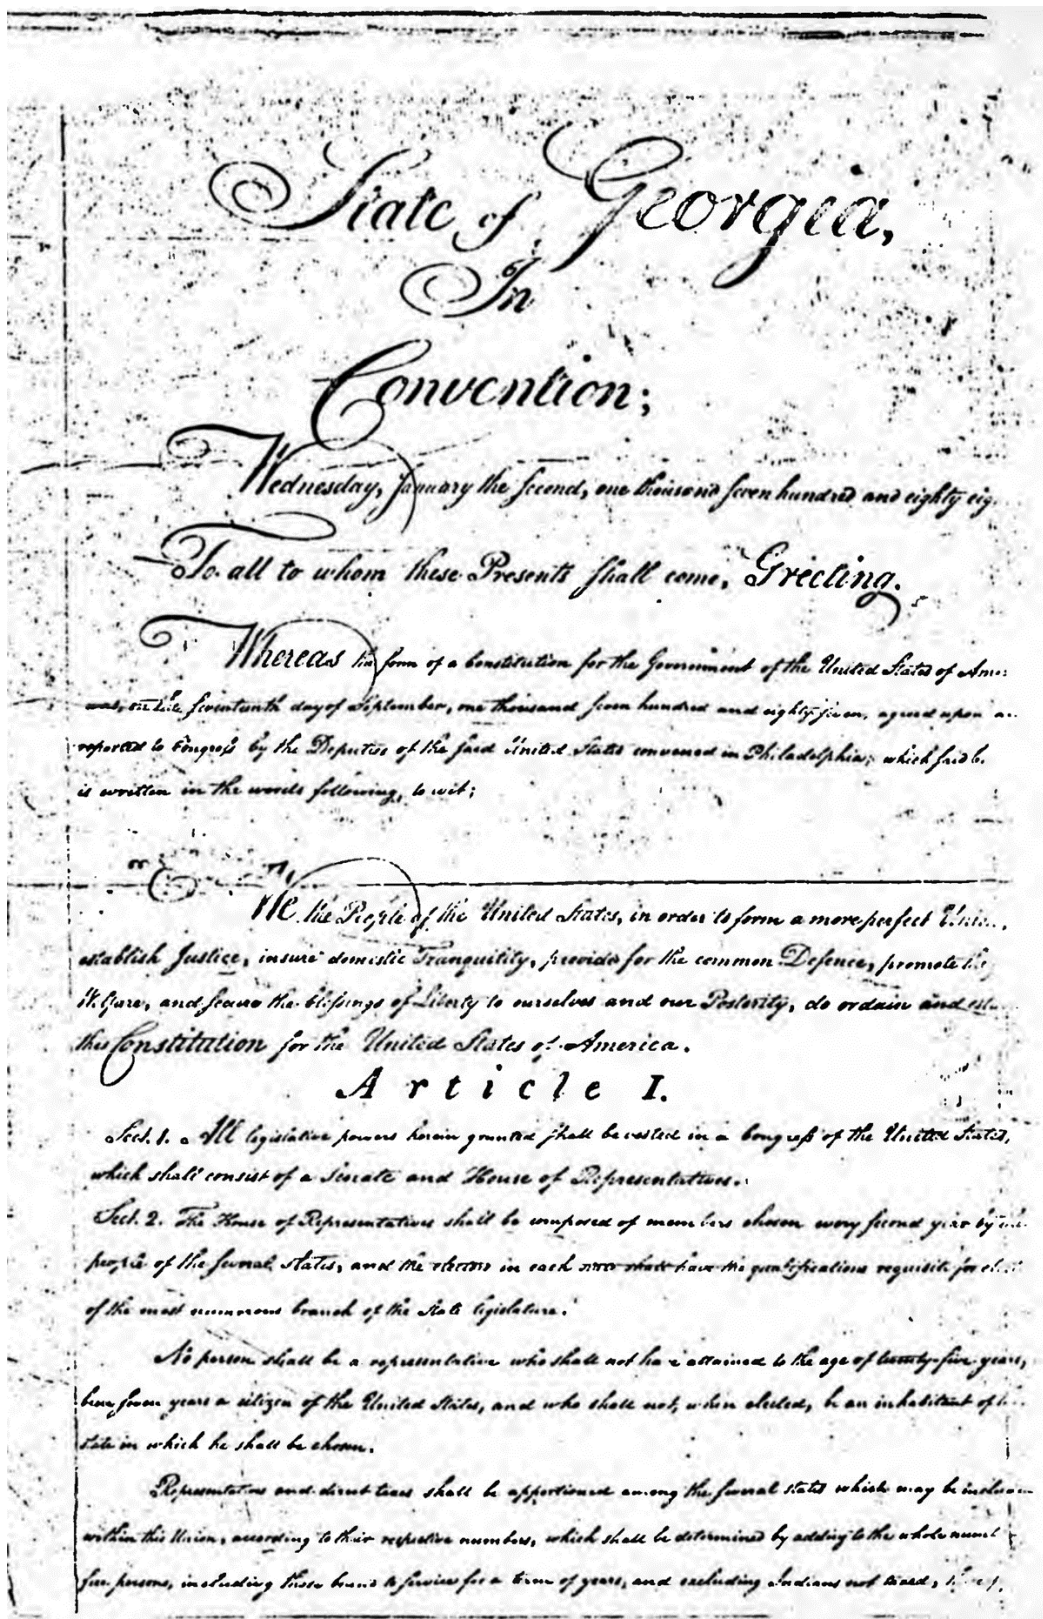 State of Georgia,
In
Convention;
Wednesday, January the second, one thousand seven hundred and eighty eig
To all to whom these Presents shall come, Greeting.
Whereas the form of a Constitution for the Government of the United States of Amer
was, on the seventeenth day of September, one thousand seven hundred and eighty seven, agreed upon an
reported to Congress by the Deputies of the said United States convened in Philadelphia; which said
is written in the words following, to wit;
We the People of the United States, in order to form a more perfect Union,
establish Justice, insure domestic Tranquility, provide for the common Defence, promote the
Welfare, and secure the blessings of Liberty to ourselves and our Posterity, do ordain and
this Constitution for the United States of America.
Article I.
Sect. 1. All legislative powers herein granted shall be vested in a Congress of the United States,
which shall consist of a Senate and House of Representatives.
Sect. 2. The House of Representatives shall be composed of members chosen every second year by the
people of the several states, and the electors in each state shall have the qualifications requisite for
of the most numerous branch of the state legislature.
No person shall be a representative who shall not have attained to the age of twenty-five years,
been seven years a citizen of the United States, and who shall not, when elected, be an inhabitant of
state in which he shall be chosen.
Representatives and direct taxes shall be apportioned among the several states which may be
within this Union, according to their respective numbers, which shall be determined by adding to the whole
free persons, including those bound to service for a term of years, and excluding Indians not taxed,